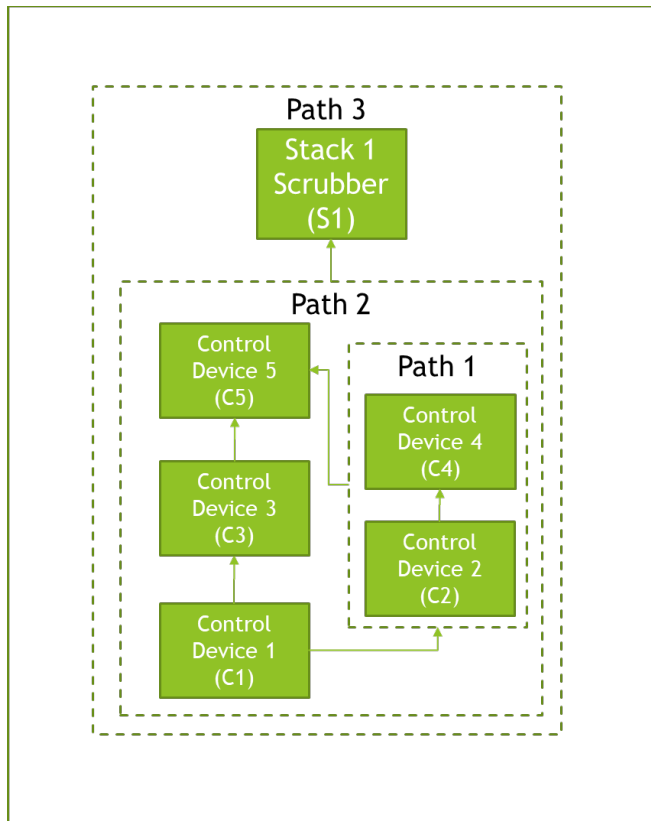 Path 3
Stack 1
Scrubber
(S1)
Path 2
Control
Device 5
(C5)
Path 1
Control
Device 4
(C4)
Control
Device 3
(C3)
Control
Device 2
(C2)
Control
Device 1
(C1)